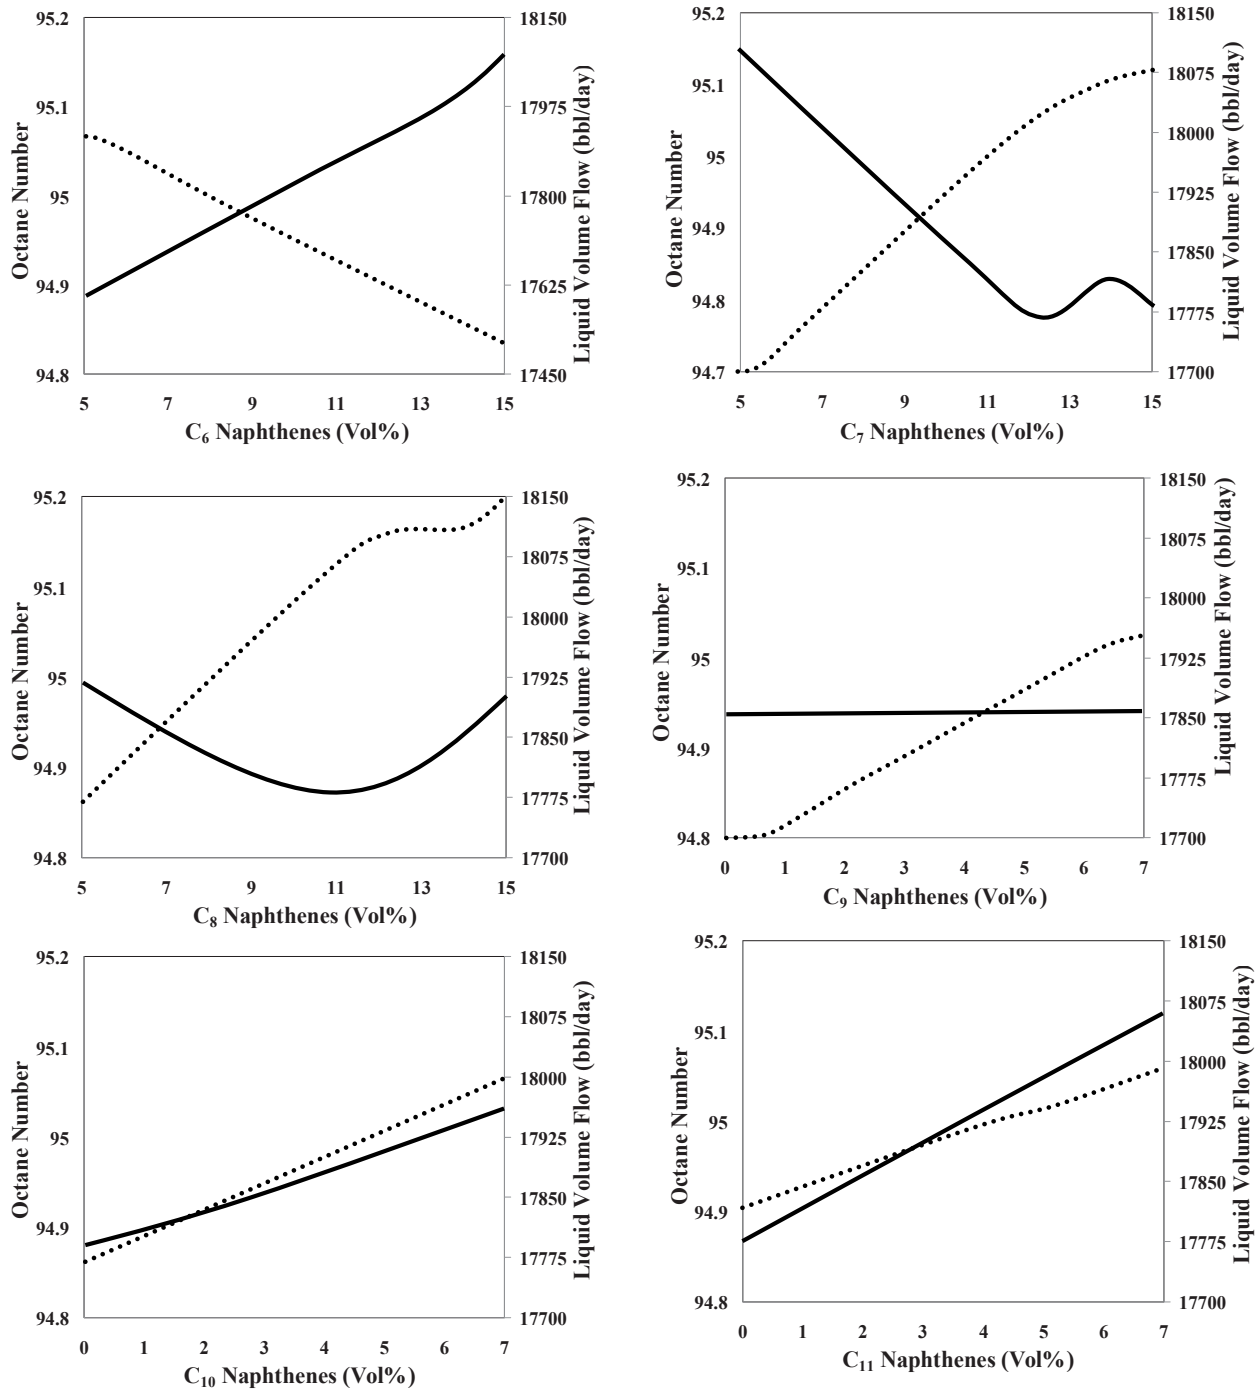 95.2
95.1
95
94.9
94.8
Octane Number
18150
17975
17800
17625
17450
Liquid Volume Flow (bbl/day)
5 7 9 11 13 15
C6 Naphthenes (Vol%)
95.2
95.1
95
94.9
94.8
94.7
Octane Number
18150
18075
18000
17925
17850
17775
17700
Liquid Volume Flow (bbl/day)
5 7 9 11 13 15
C7 Naphthenes (Vol%)
95.2
95.1
95
94.9
94.8
Octane Number
18150
18075
18000
17925
17850
17775
17700
Liquid Volume Flow (bbl/day)
5 7 9 11 13 15
C8 Naphthenes (Vol%)
95.2
95.1
95
94.9
94.8
Octane Number
18150
18075
18000
17925
17850
17775
17700
Liquid Volume Flow (bbl/day)
0 1 2 3 4 5 6 7
C9 Naphthenes (Vol%)
95.2
95.1
95
94.9
94.8
Octane Number
18150
18075
18000
17925
17850
17775
17700
Liquid Volume Flow (bbl/day)
0 1 2 3 4 5 6 7
C10 Naphthenes (Vol%)
95.2
95.1
95
94.9
94.8
Octane Number
18150
18075
18000
17925
17850
17775
17700
Liquid Volume Flow (bbl/day)
0 1 2 3 4 5 6 7
C11 Naphthenes (Vol%)